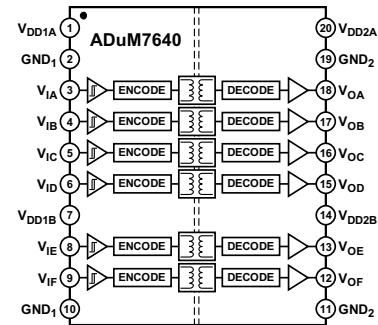 ADuM7640
VDD1A 1 20 VDD2A
GND1 2 19 GND2
VIA 3 ENCODE DECODE 18 VOA
VIB 4 ENCODE DECODE 17 VOB
VIC 5 ENCODE DECODE 16 VOC
VID 6 ENCODE DECODE 15 VOD
VDD1B 7 14 VDD2B
VIE 8 ENCODE DECODE 13 VOE
VIF 9 ENCODE DECODE 12 VOF
GND1 10 11 GND2